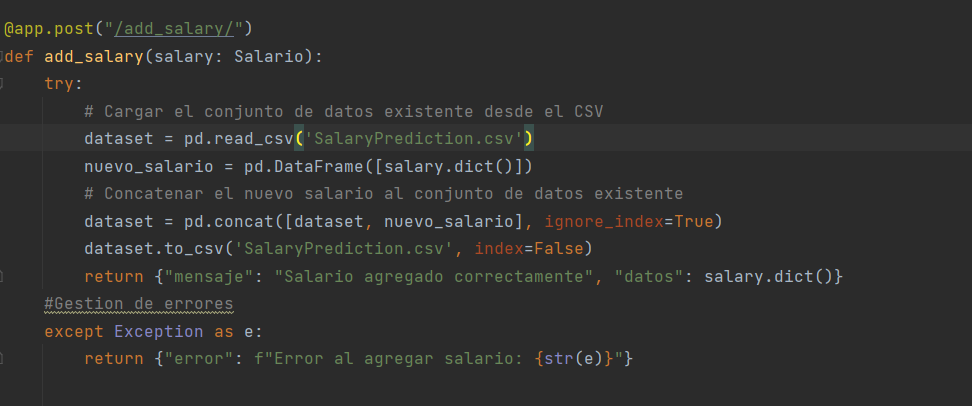 @app.post("/add_salary/")
def add_salary(salary: Salario):
    try:
        # Cargar el conjunto de datos existente desde el CSV
        dataset = pd.read_csv('SalaryPrediction.csv')
        nuevo_salario = pd.DataFrame([salary.dict()])
        # Concatenar el nuevo salario al conjunto de datos existente
        dataset = pd.concat([dataset, nuevo_salario], ignore_index=True)
        dataset.to_csv('SalaryPrediction.csv', index=False)
        return {"mensaje": "Salario agregado correctamente", "datos": salary.dict()}
    #Gestion de errores
    except Exception as e:
        return {"error": f"Error al agregar salario: {str(e)}"}